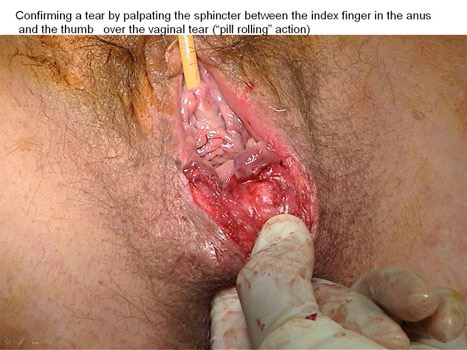 Confirming a tear by palpating the sphincter between the index finger in the anus
and the thumb over the vaginal tear (“pill rolling” action)